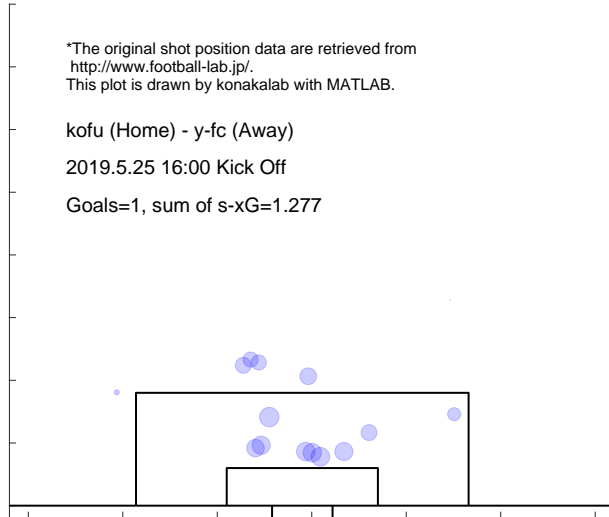 *The original shot position data are retrieved from
http://www.football-lab.jp/.
This plot is drawn by konakalab with MATLAB.
kofu (Home) - y-fc (Away)
2019.5.25 16:00 Kick Off
Goals=1, sum of s-xG=1.277